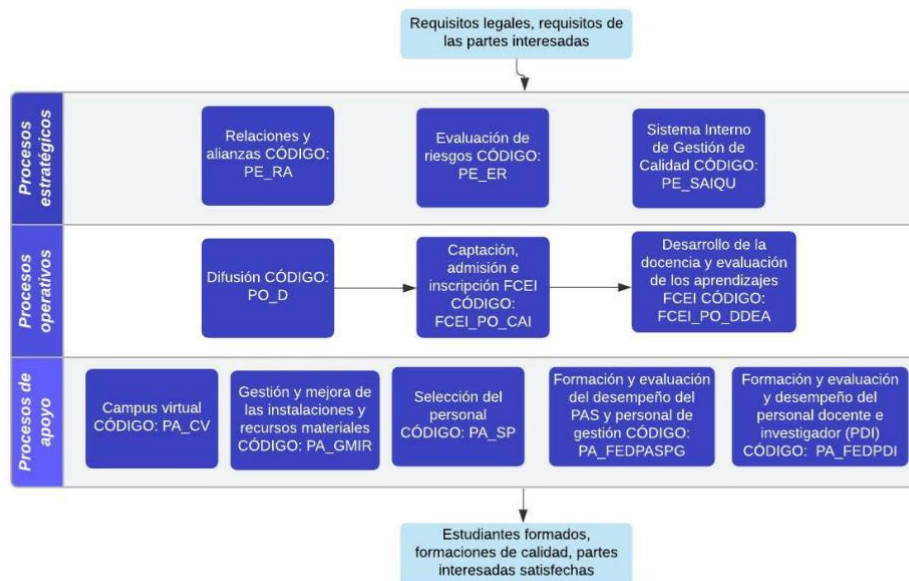 Requisitos legales, requisitos de
las partes interesadas
Procesos
estratégicos
Relaciones y
alianzas CÓDIGO:
PE_RA
Evaluación de
riesgos CÓDIGO:
PE_ER
Sistema Interno
de Gestión de
Calidad CÓDIGO:
PE_SAIQU
Procesos
operativos
Difusión CÓDIGO:
PO_D
Captación,
admisión e
inscripción FCEI
CÓDIGO:
FCEI_PO_CAI
Desarrollo de la
docencia y evaluación
de los aprendizajes
FCEI CÓDIGO:
FCEI_PO_DDEA
Procesos de
apoyo
Campus virtual
CÓDIGO: PA_CV
Gestión y mejora de
las instalaciones y
recursos materiales
CÓDIGO: PA_GMIR
Selección del
personal
CÓDIGO: PA_SP
Formación y evaluación
del desempeño del
PAS y personal de
gestión CÓDIGO:
PA_FEDPASPG
Formación y evaluación
y desempeño del
personal docente e
investigador (PDI)
CÓDIGO: PA_FEDPDI
Estudiantes formados,
formaciones de calidad, partes
interesadas satisfechas